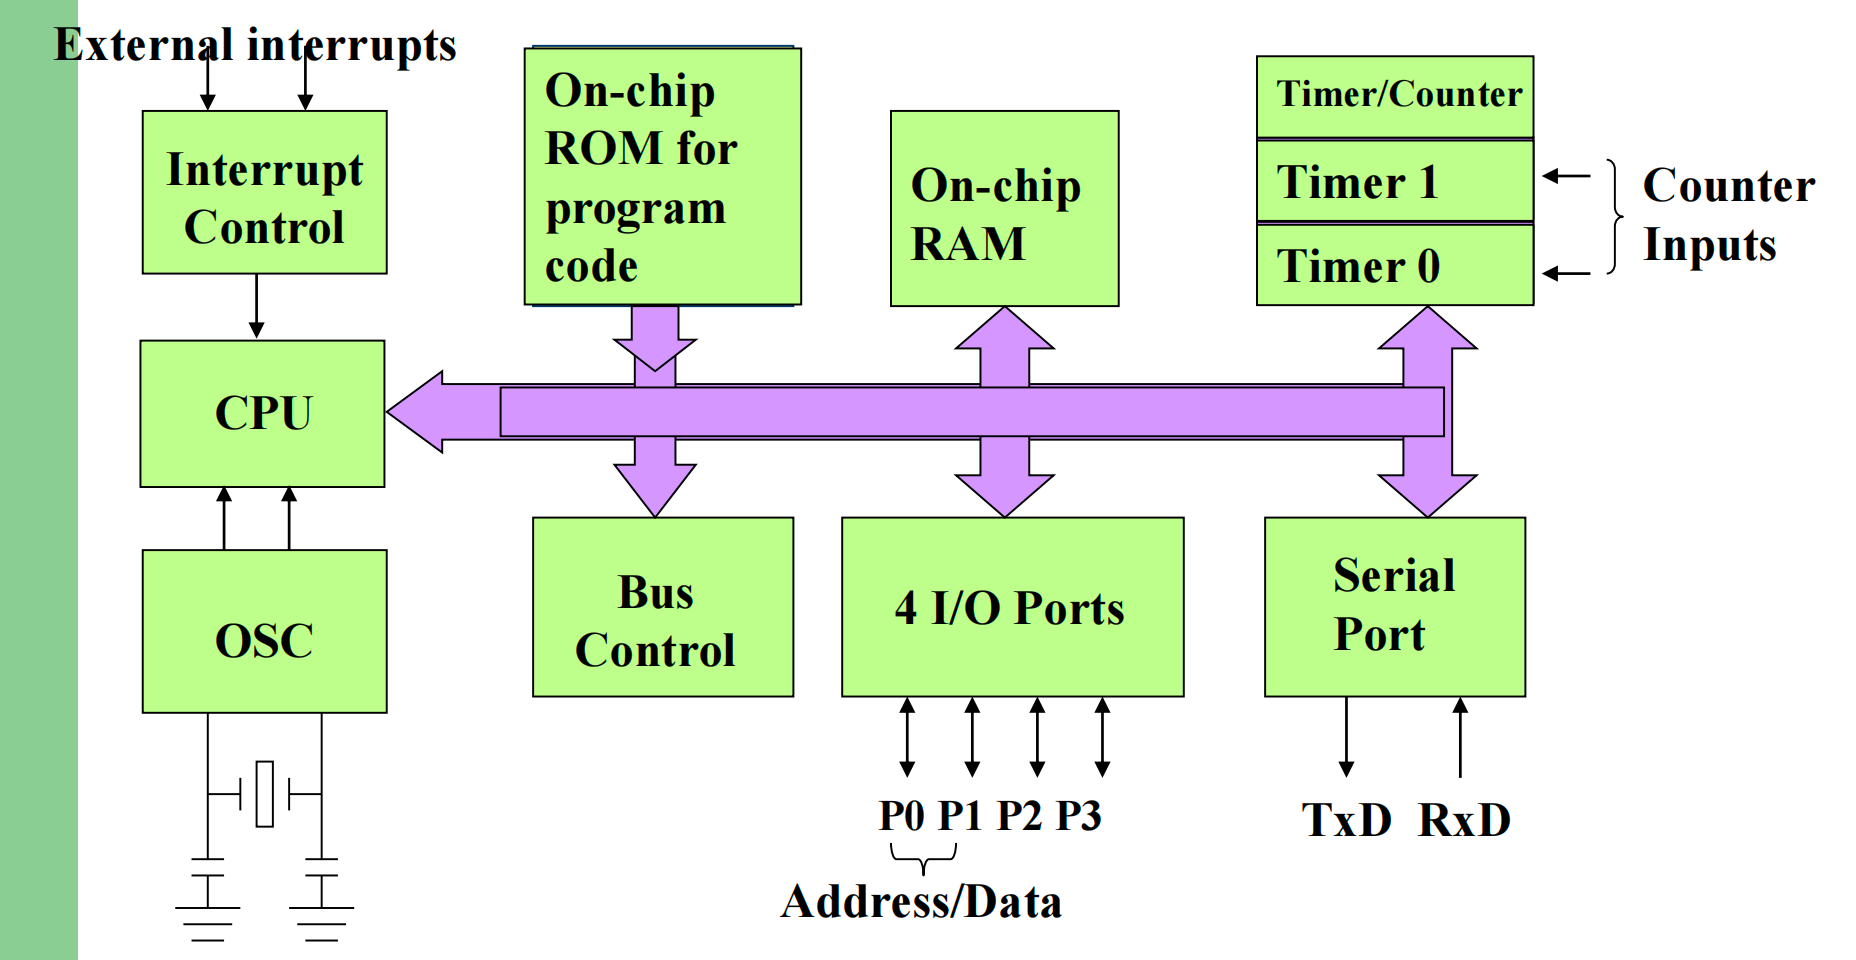 External interrupts
Interrupt
Control
On-chip
ROM for
program
code
On-chip
RAM
Timer/Counter
Timer 1
Timer 0
Counter
Inputs
CPU
OSC
Bus
Control
4 I/O Ports
Serial
Port
P0 P1 P2 P3
Address/Data
TxD RxD